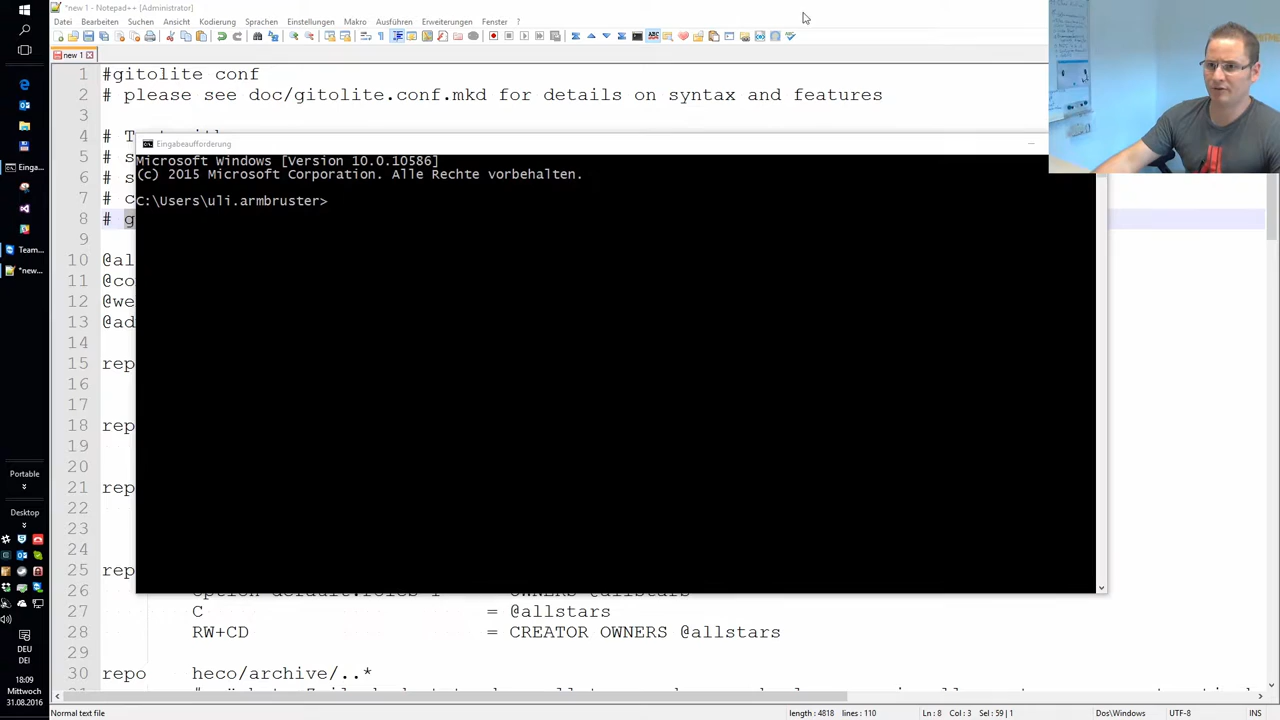 *new 1 - Notepad++ [Administrator]
Datei Bearbeiten Suchen Ansicht Kodierung Sprachen Einstellungen Makro Ausführen Erweiterungen Fenster ?
new 1
1 #gitolite conf
2 # please see doc/gitolite.conf.mkd for details on syntax and features
3
4 # T
5 # s
6 # s
7 # c
8 # g
9
10 @al
11 @co
12 @we
13 @ad
14
15 rep
16
17
18 rep
19
20
21 rep
22
23
24
25 rep
26
27 C = @allstars
28 RW+CD = CREATOR OWNERS @allstars
29
30 repo heco/archive/..*
Eingabeaufforderung
Microsoft Windows [Version 10.0.10586]
(c) 2015 Microsoft Corporation. Alle Rechte vorbehalten.
C:\Users\uli.armbruster>
Einga...
Team...
*new...
Portable
Desktop
DEU
DEI
18:09
Mittwoch
31.08.2016
Normal text file length : 4818 lines : 110 Ln : 8 Col : 3 Sel : 59 | 1 Dos\Windows UTF-8 INS